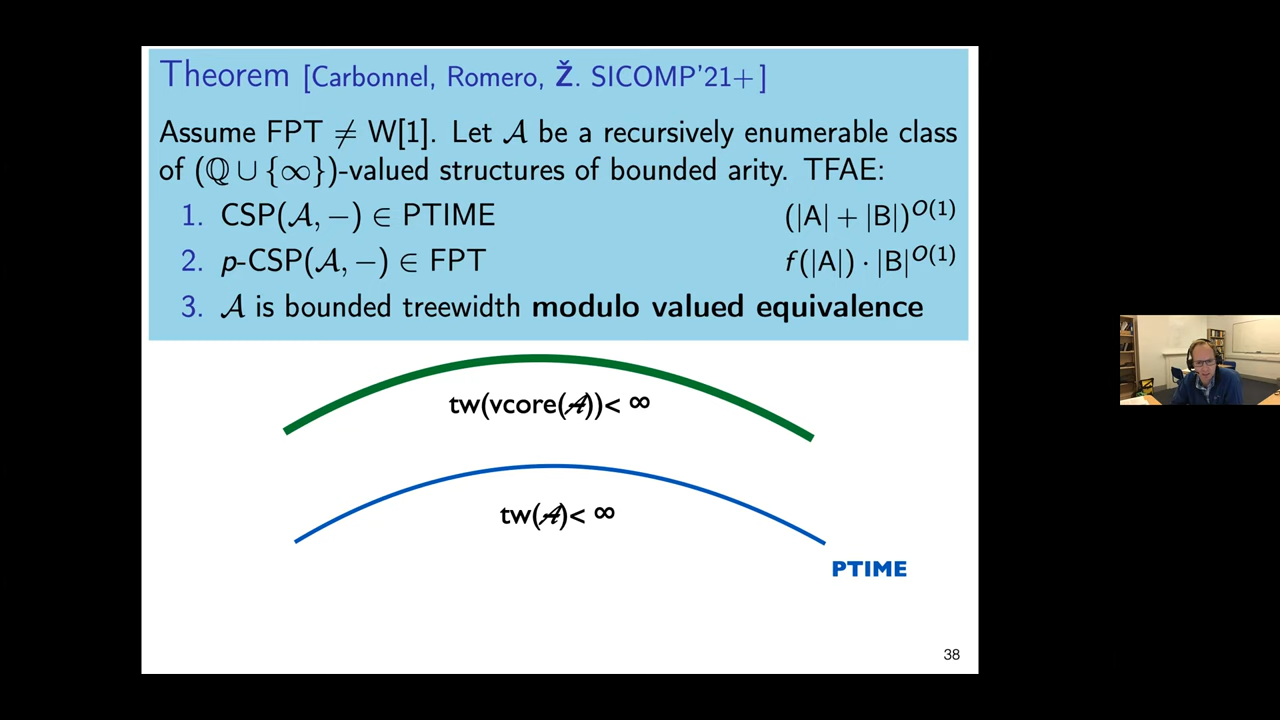 Theorem [Carbonnel, Romero, Ž. SICOMP'21+]
Assume FPT ≠ W[1]. Let 𝒜 be a recursively enumerable class
of (ℚ ∪ {∞})-valued structures of bounded arity. TFAE:
1. CSP(𝒜, −) ∈ PTIME (|A| + |B|)^{O(1)}
2. p-CSP(𝒜, −) ∈ FPT f(|A|) · |B|^{O(1)}
3. 𝒜 is bounded treewidth modulo valued equivalence
tw(vcore(𝒜))< ∞
tw(𝒜)< ∞
PTIME
38